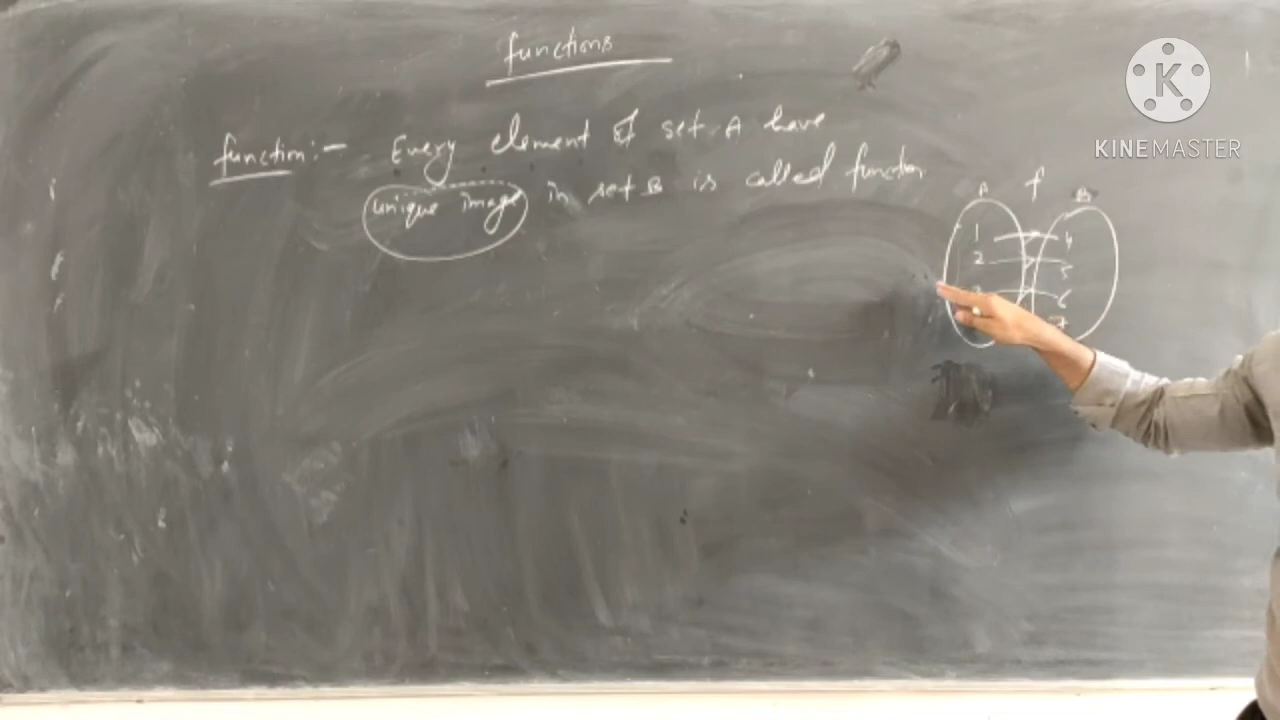 functions
K
KINEMASTER
function:- Every element of set A have
unique image in set B is called function
A f B
1 4
2 5
6
7